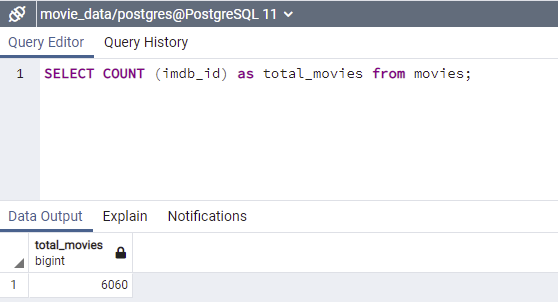 movie_data/postgres@PostgreSQL 11
Query Editor Query History
1 SELECT COUNT (imdb_id) as total_movies from movies;
Data Output Explain Notifications
total_movies
bigint
1 6060